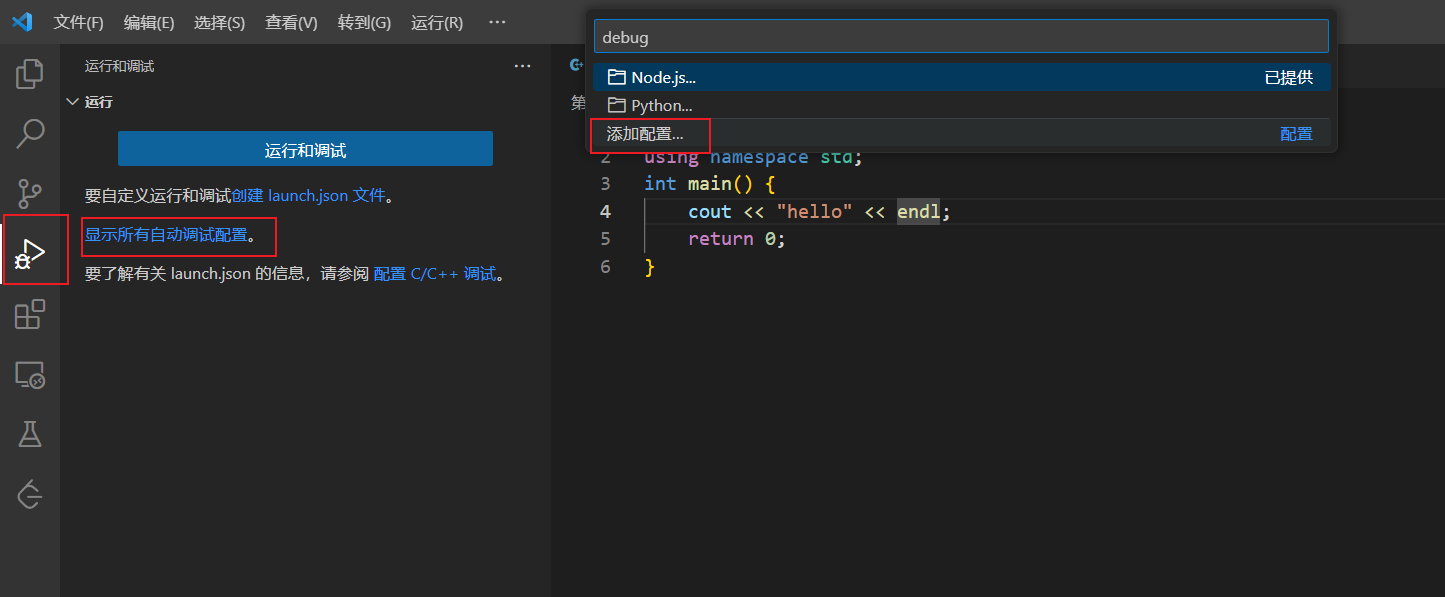 文件(F) 编辑(E) 选择(S) 查看(V) 转到(G) 运行(R) ···
运行和调试 ···
运行
运行和调试
要自定义运行和调试创建 launch.json 文件。
显示所有自动调试配置。
要了解有关 launch.json 的信息，请参阅 配置 C/C++ 调试。
debug
Node.js... 已提供
Python...
添加配置... 配置
第
2 using namespace std;
3 int main() {
4 cout << "hello" << endl;
5 return 0;
6 }